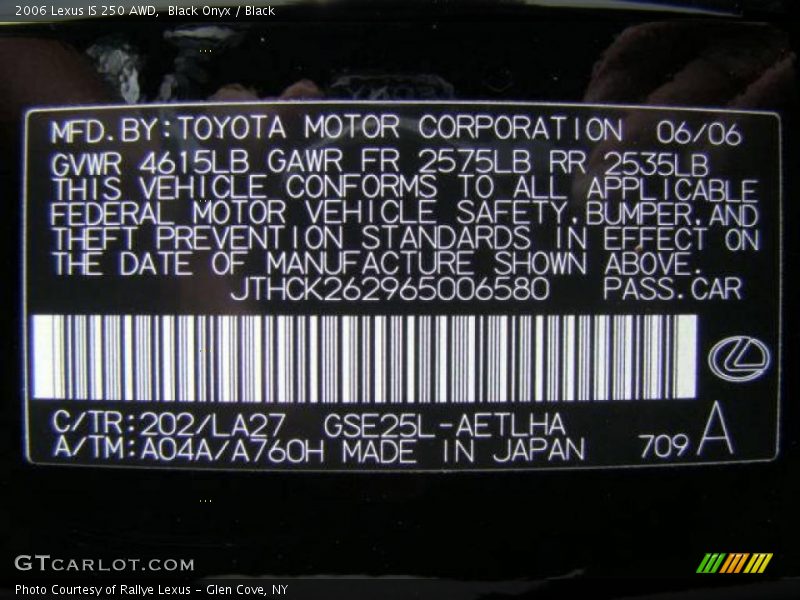 2006 Lexus IS 250 AWD,  Black Onyx / Black
MFD.BY:TOYOTA MOTOR CORPORATION 06/06
GVWR 4615LB GAWR FR 2575LB RR 2535LB
THIS VEHICLE CONFORMS TO ALL APPLICABLE
FEDERAL MOTOR VEHICLE SAFETY,BUMPER,AND
THEFT PREVENTION STANDARDS IN EFFECT ON
THE DATE OF MANUFACTURE SHOWN ABOVE.
JTHCK262965006580 PASS.CAR
C/TR:202/LA27 GSE25L-AETLHA
A/TM:A04A/A760H MADE IN JAPAN 709 A
GTCARLOT.COM
Photo Courtesy of Rallye Lexus - Glen Cove, NY